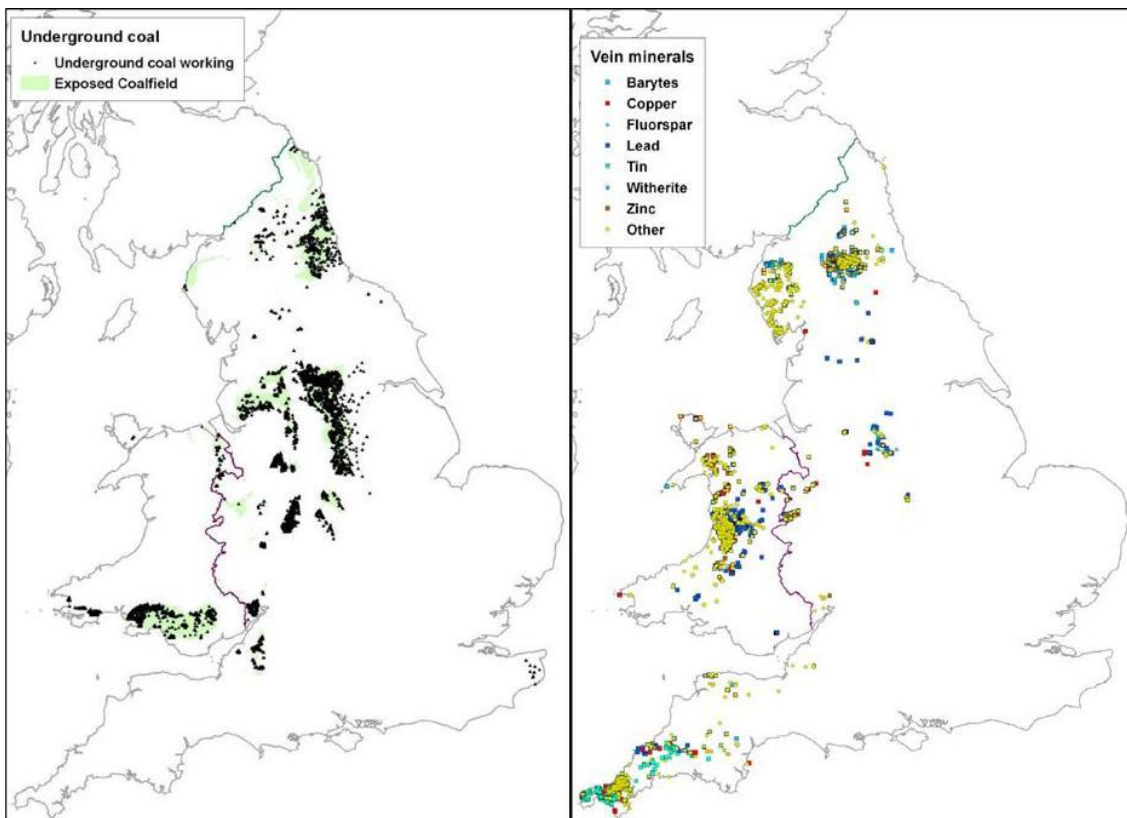 Underground coal
Underground coal working
Exposed Coalfield
Vein minerals
Barytes
Copper
Fluorspar
Lead
Tin
Witherite
Zinc
Other